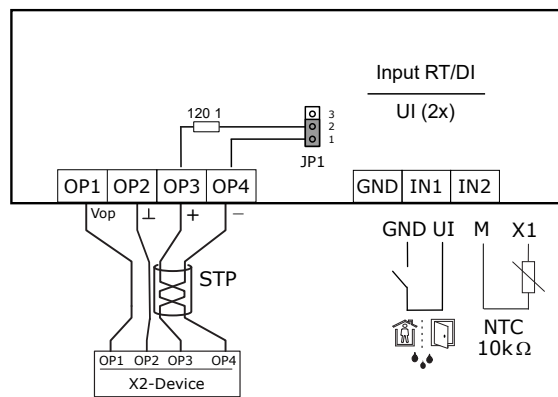 Input RT/DI
UI (2x)
120 1
3
2
1
JP1
OP1 OP2 OP3 OP4
GND IN1 IN2
Vop ⊥ + −
GND UI M X1
STP
NTC
10kΩ
OP1 OP2 OP3 OP4
X2-Device